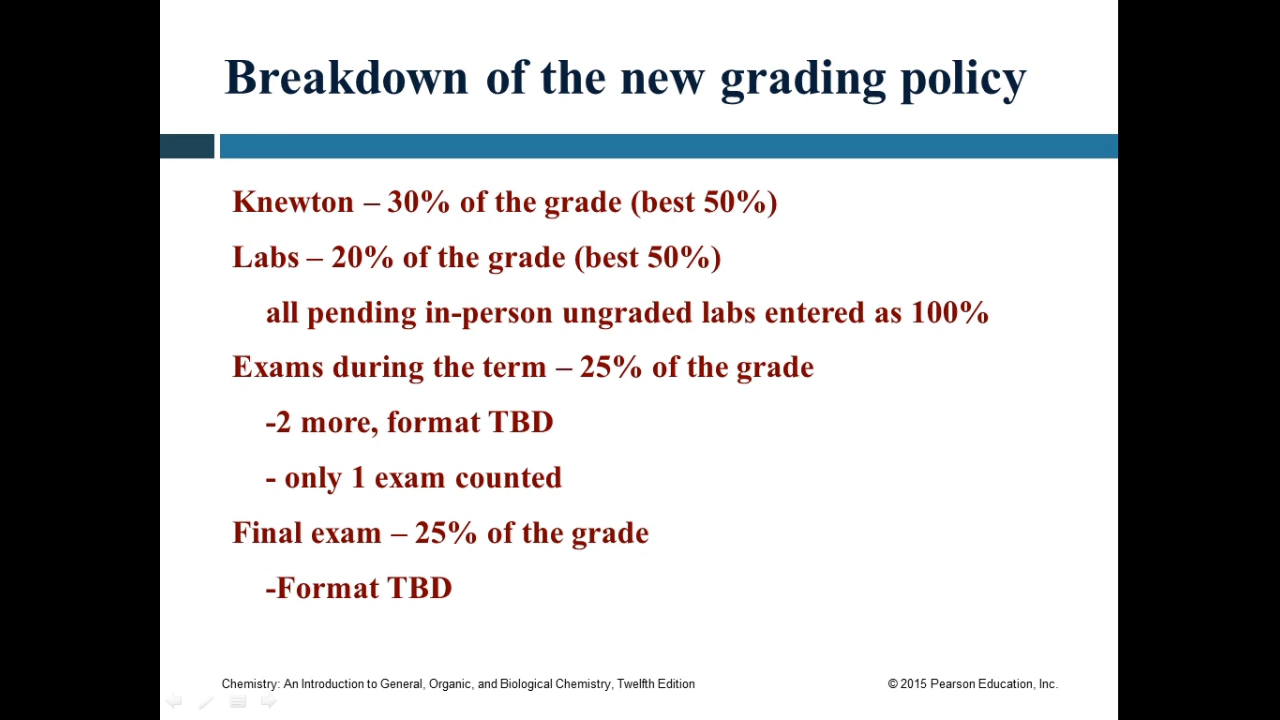 Breakdown of the new grading policy
Knewton – 30% of the grade (best 50%)
Labs – 20% of the grade (best 50%)
all pending in-person ungraded labs entered as 100%
Exams during the term – 25% of the grade
-2 more, format TBD
- only 1 exam counted
Final exam – 25% of the grade
-Format TBD
Chemistry: An Introduction to General, Organic, and Biological Chemistry, Twelfth Edition
© 2015 Pearson Education, Inc.